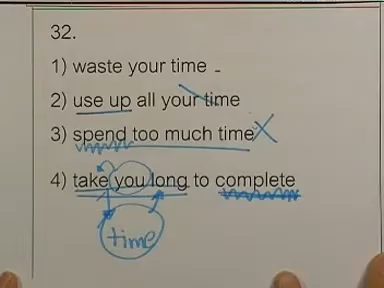 32.
1) waste your time
2) use up all your time
3) spend too much time
4) take you long to complete
time